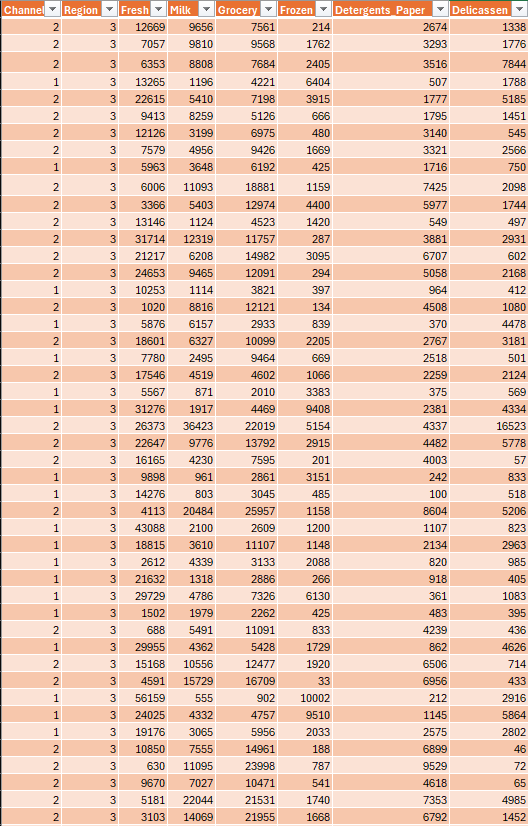 Channel Region Fresh Milk Grocery Frozen Detergents_Paper Delicassen
2 3 12669 9656 7561 214 2674 1338
2 3 7057 9810 9568 1762 3293 1776
2 3 6353 8808 7684 2405 3516 7844
1 3 13265 1196 4221 6404 507 1788
2 3 22615 5410 7198 3915 1777 5185
2 3 9413 8259 5126 666 1795 1451
2 3 12126 3199 6975 480 3140 545
2 3 7579 4956 9426 1669 3321 2566
1 3 5963 3648 6192 425 1716 750
2 3 6006 11093 18881 1159 7425 2098
2 3 3366 5403 12974 4400 5977 1744
2 3 13146 1124 4523 1420 549 497
2 3 31714 12319 11757 287 3881 2931
2 3 21217 6208 14982 3095 6707 602
2 3 24653 9465 12091 294 5058 2168
1 3 10253 1114 3821 397 964 412
2 3 1020 8816 12121 134 4508 1080
1 3 5876 6157 2933 839 370 4478
2 3 18601 6327 10099 2205 2767 3181
1 3 7780 2495 9464 669 2518 501
2 3 17546 4519 4602 1066 2259 2124
1 3 5567 871 2010 3383 375 569
1 3 31276 1917 4469 9408 2381 4334
2 3 26373 36423 22019 5154 4337 16523
2 3 22647 9776 13792 2915 4482 5778
2 3 16165 4230 7595 201 4003 57
1 3 9898 961 2861 3151 242 833
1 3 14276 803 3045 485 100 518
2 3 4113 20484 25957 1158 8604 5206
1 3 43088 2100 2609 1200 1107 823
1 3 18815 3610 11107 1148 2134 2963
1 3 2612 4339 3133 2088 820 985
1 3 21632 1318 2886 266 918 405
1 3 29729 4786 7326 6130 361 1083
1 3 1502 1979 2262 425 483 395
2 3 688 5491 11091 833 4239 436
1 3 29955 4362 5428 1729 862 4626
2 3 15168 10556 12477 1920 6506 714
2 3 4591 15729 16709 33 6956 433
1 3 56159 555 902 10002 212 2916
1 3 24025 4332 4757 9510 1145 5864
1 3 19176 3065 5956 2033 2575 2802
2 3 10850 7555 14961 188 6899 46
2 3 630 11095 23998 787 9529 72
2 3 9670 7027 10471 541 4618 65
2 3 5181 22044 21531 1740 7353 4985
2 3 3103 14069 21955 1668 6792 1452